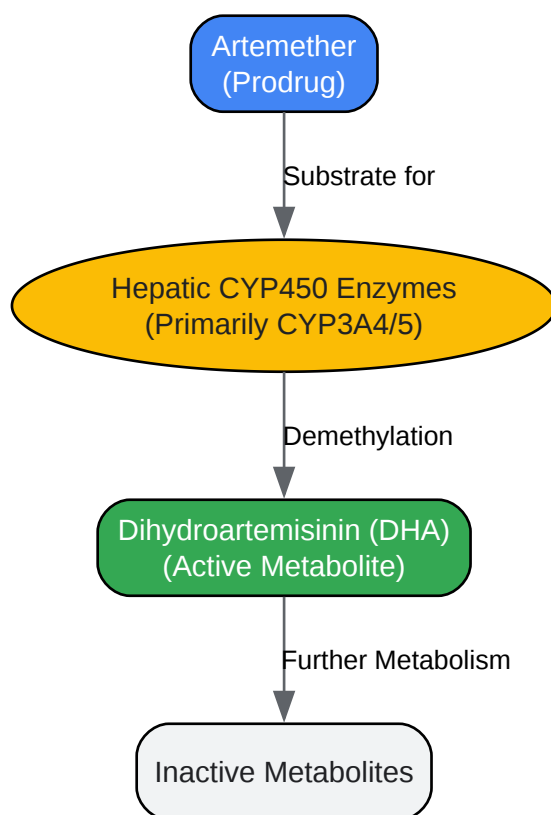 Artemether
(Prodrug)
Substrate for
Hepatic CYP450 Enzymes
(Primarily CYP3A4/5)
Demethylation
Dihydroartemisinin (DHA)
(Active Metabolite)
Further Metabolism
Inactive Metabolites